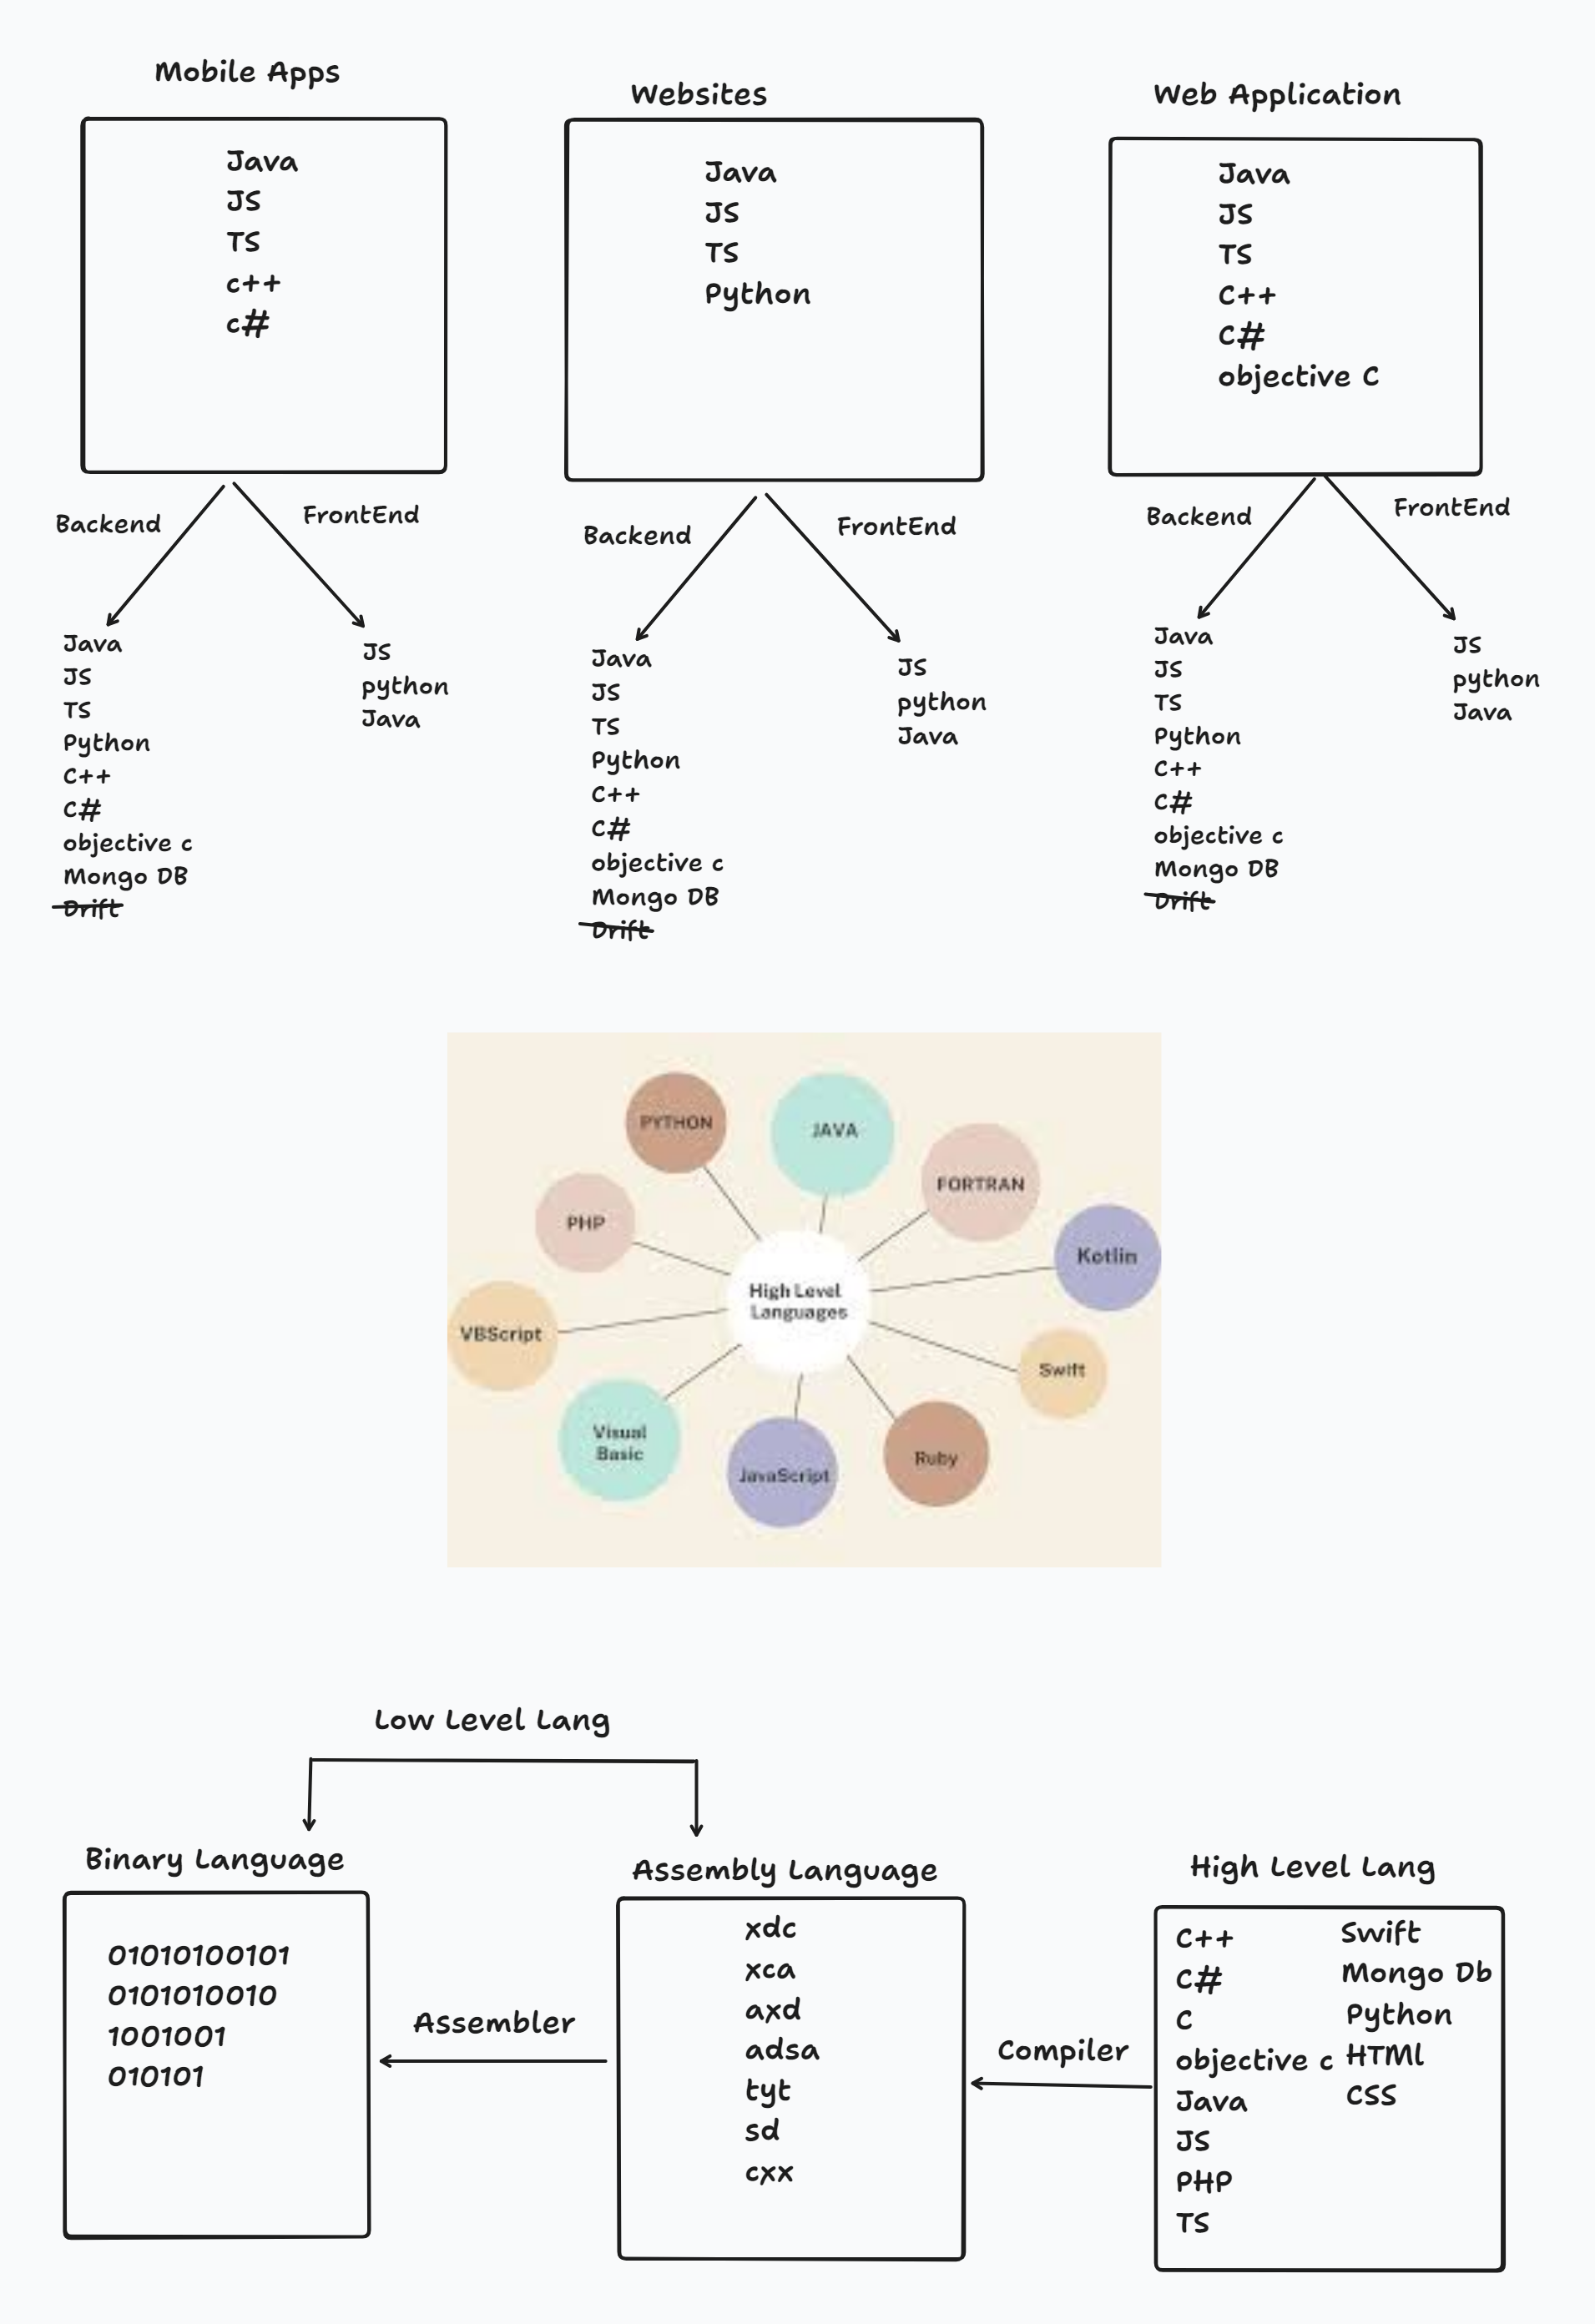 Mobile Apps
Java
JS
TS
c++
c#
Backend
FrontEnd
Java
JS
TS
Python
C++
C#
objective c
Mongo DB
Drift
JS
python
Java
Websites
Java
JS
TS
Python
Backend
FrontEnd
Java
JS
TS
Python
C++
C#
objective c
Mongo DB
Drift
JS
python
Java
Web Application
Java
JS
TS
C++
C#
objective C
Backend
FrontEnd
Java
JS
TS
Python
C++
C#
objective c
Mongo DB
Drift
JS
python
Java
PYTHON
JAVA
FORTRAN
PHP
Kotlin
High Level
Languages
VBScript
Swift
Visual
Basic
JavaScript
Ruby
Low Level Lang
Binary Language
01010100101
0101010010
1001001
010101
Assembler
Assembly Language
xdc
xca
axd
adsa
tyt
sd
cxx
Compiler
High Level Lang
C++
C#
C
objective c
Java
JS
PHP
TS
Swift
Mongo Db
Python
HTMl
CSS